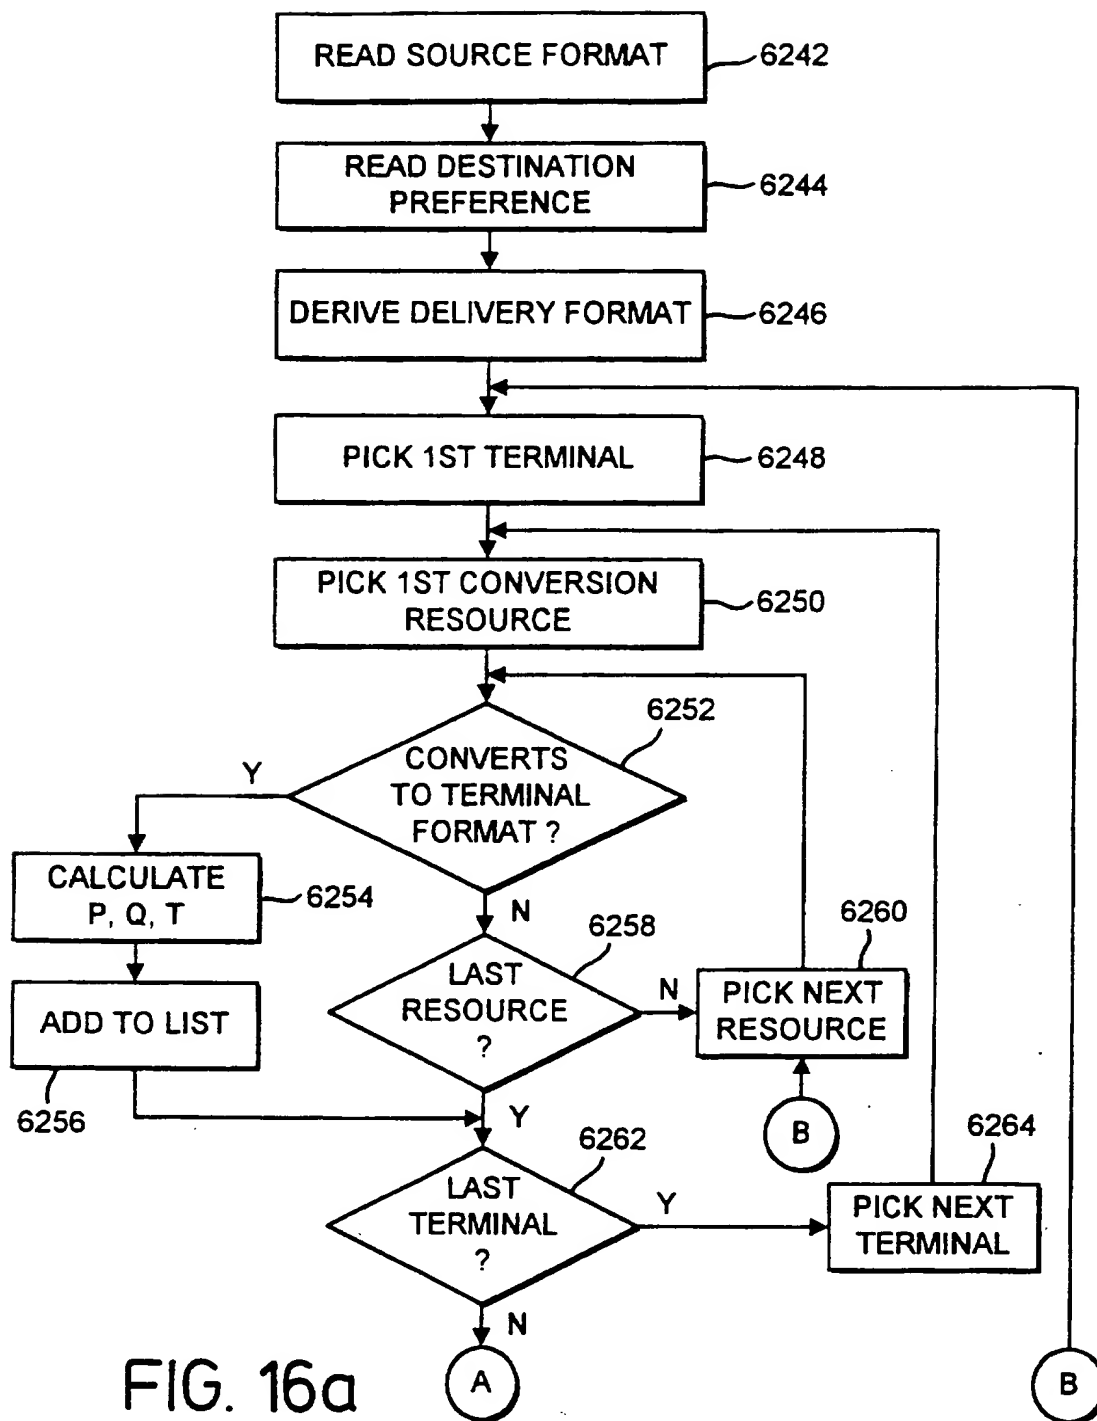 READ SOURCE FORMAT
6242
READ DESTINATION
PREFERENCE
6244
DERIVE DELIVERY FORMAT
6246
PICK 1ST TERMINAL
6248
PICK 1ST CONVERSION
RESOURCE
6250
6252
CONVERTS
TO TERMINAL
FORMAT ?
Y
N
CALCULATE
P, Q, T
6254
ADD TO LIST
6256
6258
LAST
RESOURCE
?
N
Y
6260
PICK NEXT
RESOURCE
B
6262
LAST
TERMINAL
?
Y
N
6264
PICK NEXT
TERMINAL
A
B
FIG. 16a